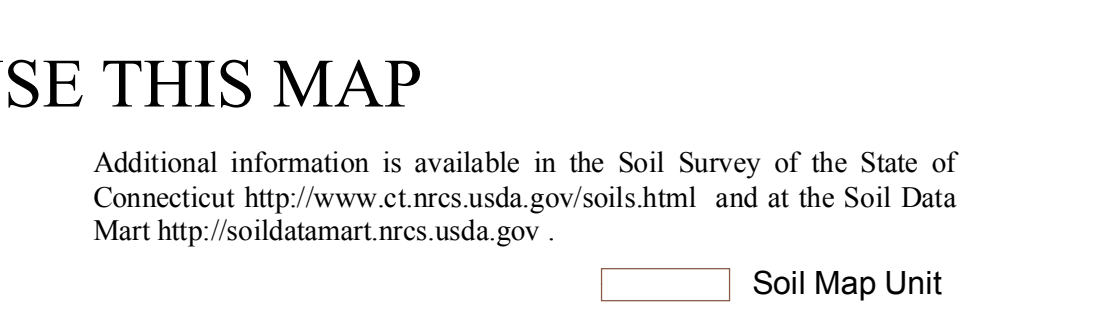 SE THIS MAP
Additional information is available in the Soil Survey of the State of
Connecticut http://www.ct.nrcs.usda.gov/soils.html and at the Soil Data
Mart http://soildatamart.nrcs.usda.gov .
Soil Map Unit